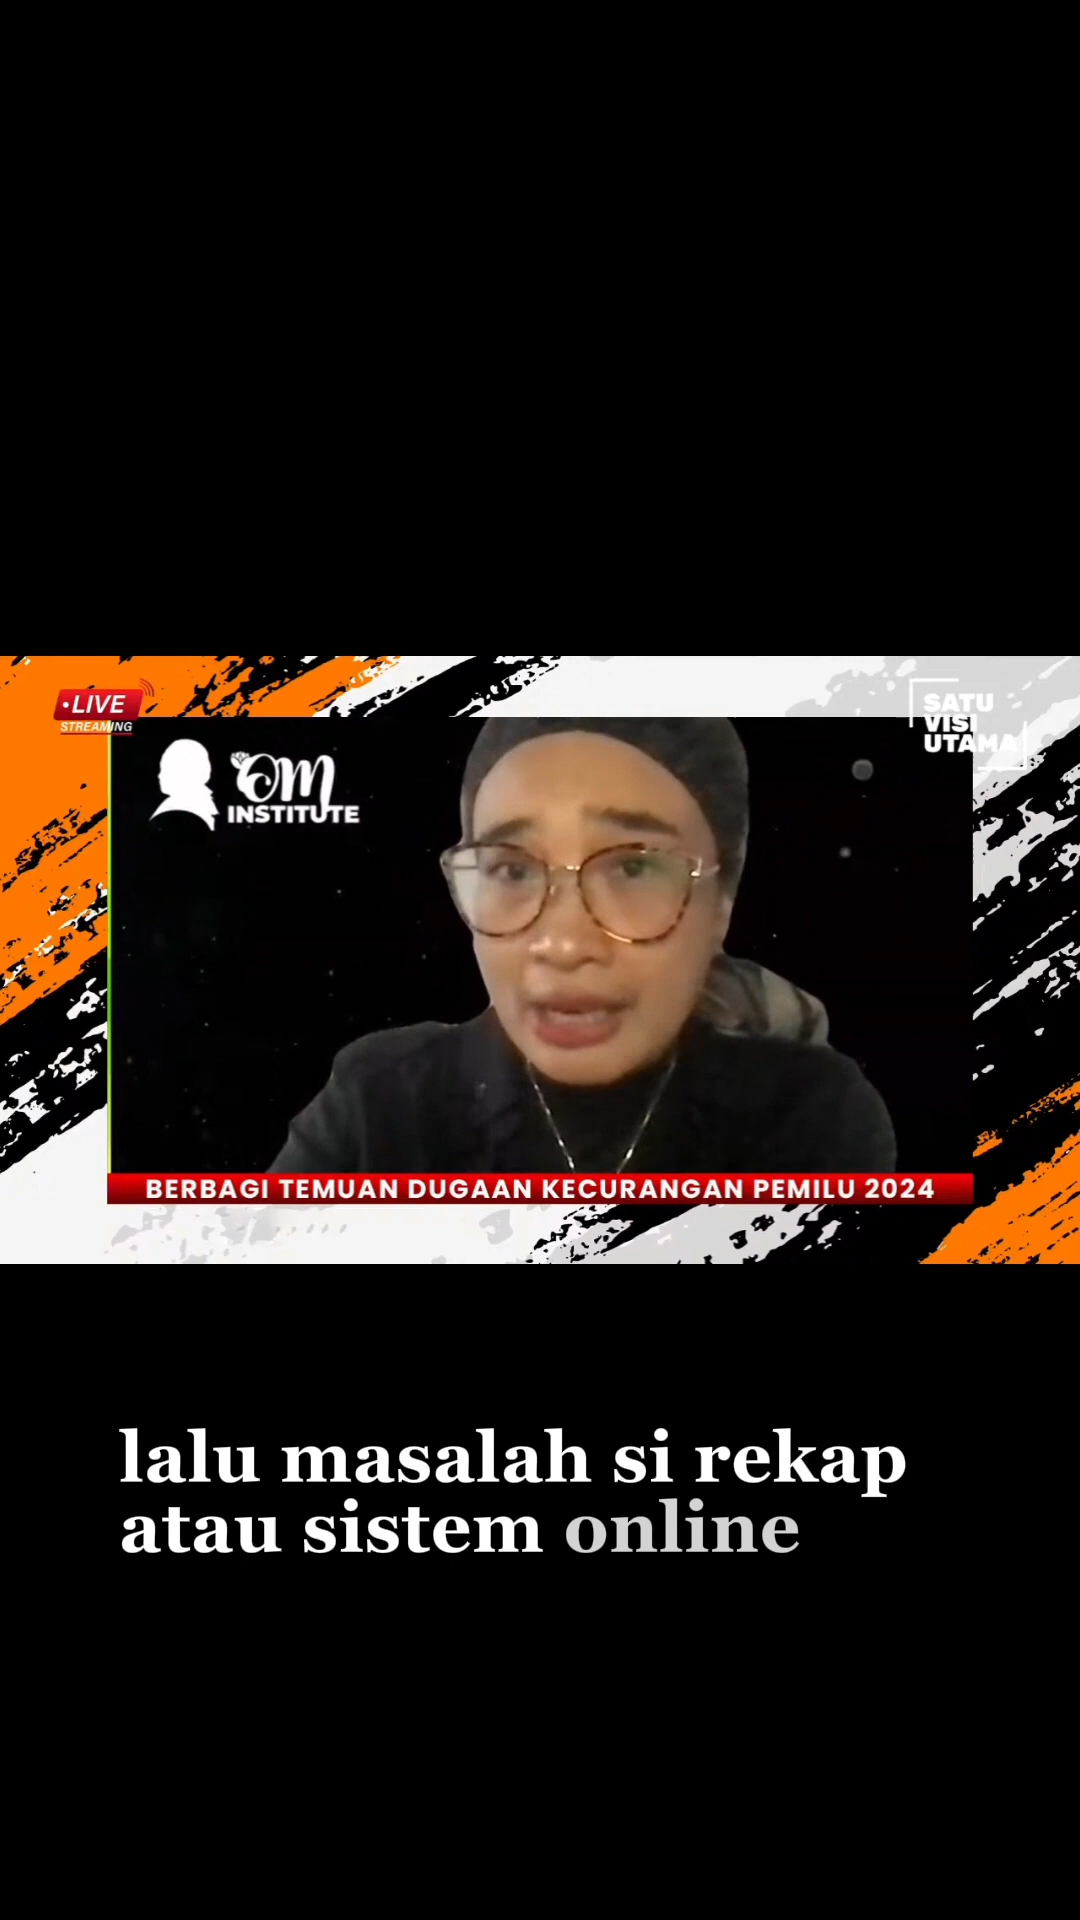 •LIVE
STREAMING
SATU
VISI
UTAMA
OM
INSTITUTE
BERBAGI TEMUAN DUGAAN KECURANGAN PEMILU 2024
lalu masalah si rekap
atau sistem online